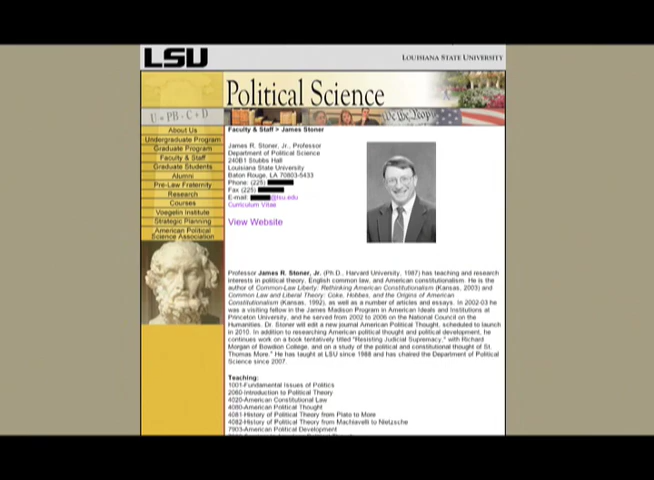 LSU
LOUISIANA STATE UNIVERSITY
Political Science
U = PB - C + D
We the People
About Us
Undergraduate Program
Graduate Program
Faculty & Staff
Graduate Students
Alumni
Pre-Law Fraternity
Research
Courses
Voegelin Institute
Strategic Planning
American Political
Science Association
Faculty & Staff > James Stoner
James R. Stoner, Jr., Professor
Department of Political Science
240B1 Stubbs Hall
Louisiana State University
Baton Rouge, LA 70803-5433
Phone: (225)
Fax (225)
E-mail: @lsu.edu
Curriculum Vitae
View Website
Professor James R. Stoner, Jr. (Ph.D., Harvard University, 1987) has teaching and research
interests in political theory, English common law, and American constitutionalism. He is the
author of Common-Law Liberty: Rethinking American Constitutionalism (Kansas, 2003) and
Common Law and Liberal Theory: Coke, Hobbes, and the Origins of American
Constitutionalism (Kansas, 1992), as well as a number of articles and essays. In 2002-03 he
was a visiting fellow in the James Madison Program in American Ideals and Institutions at
Princeton University, and he served from 2002 to 2006 on the National Council on the
Humanities. Dr. Stoner will edit a new journal American Political Thought, scheduled to launch
in 2010. In addition to researching American political thought and political development, he
continues work on a book tentatively titled "Resisting Judicial Supremacy," with Richard
Morgan of Bowdoin College, and on a study of the political and constitutional thought of St.
Thomas More." He has taught at LSU since 1988 and has chaired the Department of Political
Science since 2007.
Teaching:
1001-Fundamental Issues of Politics
2060-Introduction to Political Theory
4020-American Constitutional Law
4080-American Political Thought
4081-History of Political Theory from Plato to More
4082-History of Political Theory from Machiavelli to Nietzsche
7903-American Political Development